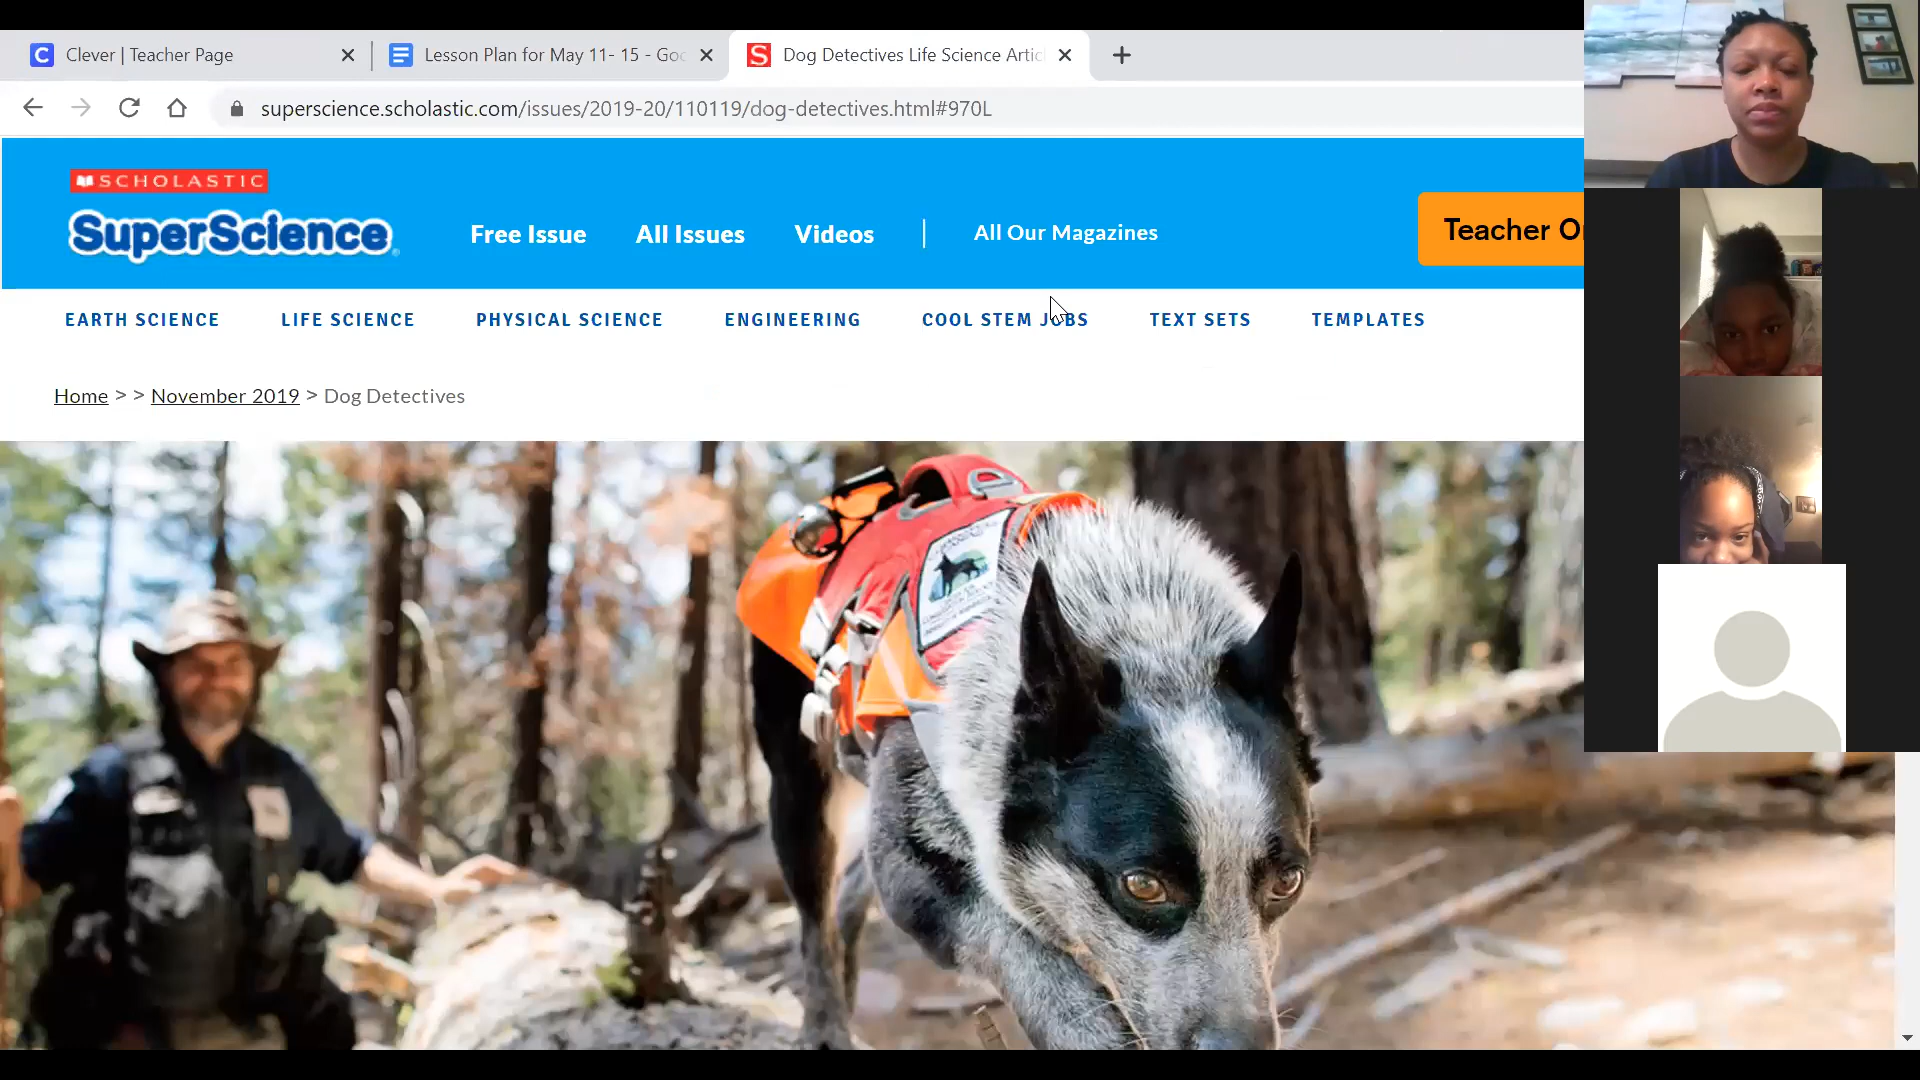 Clever | Teacher Page
Lesson Plan for May 11- 15 - Goo
Dog Detectives Life Science Artic
superscience.scholastic.com/issues/2019-20/110119/dog-detectives.html#970L
SCHOLASTIC
SuperScience
Free Issue
All Issues
Videos
|
All Our Magazines
Teacher O
EARTH SCIENCE
LIFE SCIENCE
PHYSICAL SCIENCE
ENGINEERING
COOL STEM JOBS
TEXT SETS
TEMPLATES
Home > > November 2019 > Dog Detectives